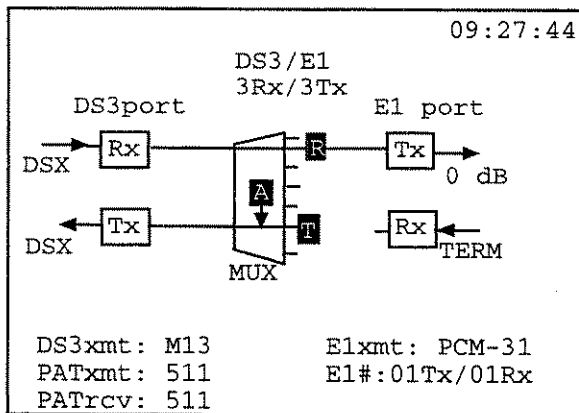 09:27:44
DS3/E1
3Rx/3Tx
DS3port
E1 port
Rx
R
Tx
DSX
0 dB
A
Tx
T
Rx
DSX
TERM
MUX
DS3xmt: M13
E1xmt: PCM-31
PATxmt: 511
E1#:01Tx/01Rx
PATrcv: 511